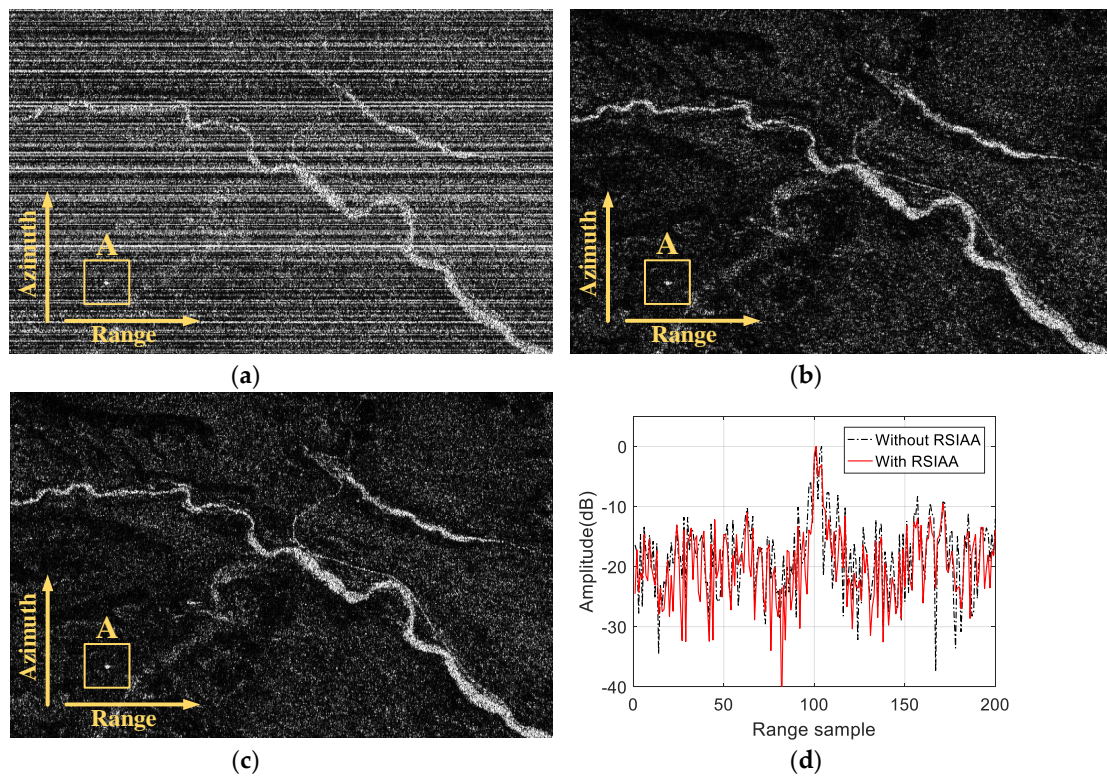 A
Azimuth
Range
(a)
A
Azimuth
Range
(b)
A
Azimuth
Range
(c)
Without RSIAA
With RSIAA
0
-10
-20
-30
-40
Amplitude(dB)
0
50
100
150
200
Range sample
(d)